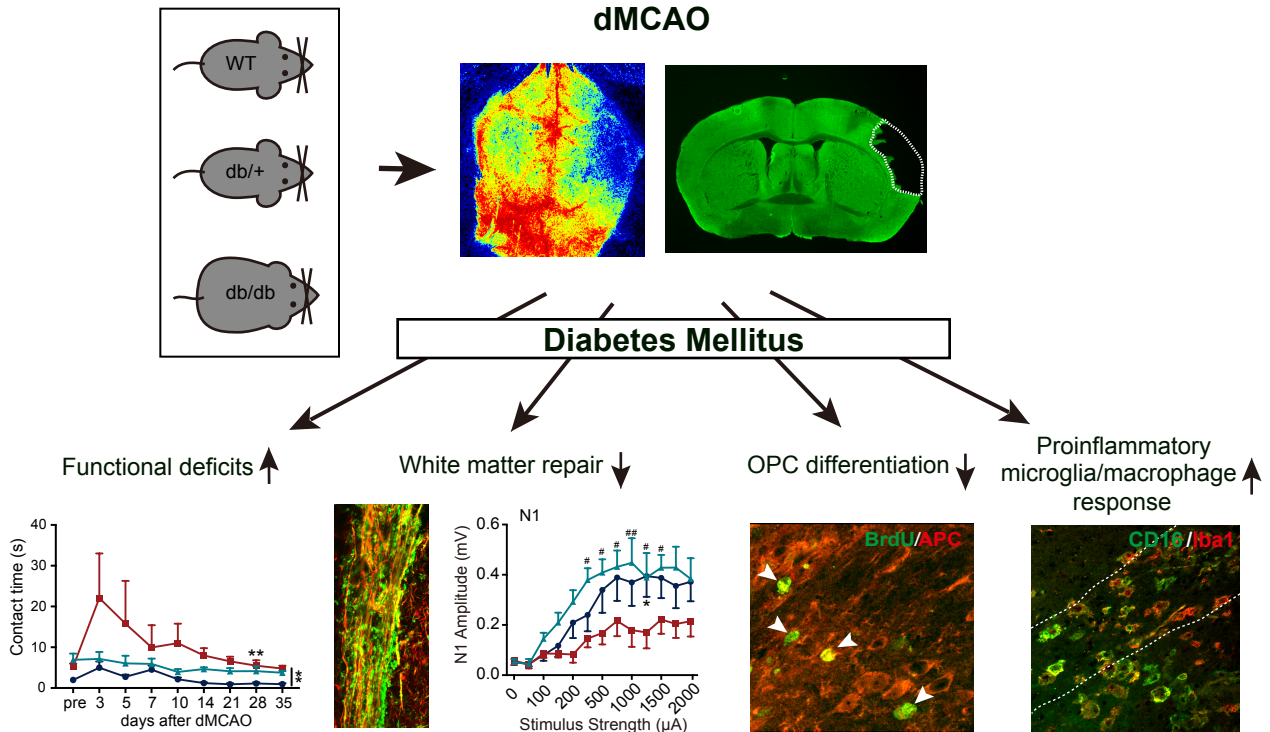 dMCAO
WT
db/+
db/db
Diabetes Mellitus
Functional deficits
White matter repair
OPC differentiation
Proinflammatory
microglia/macrophage
response
40
30
20
10
0
Contact time (s)
**
**
pre 3 5 7 10 14 21 28 35
days after dMCAO
N1
0.6
0.4
0.2
0.0
N1 Amplitude (mV)
# # # ## # #
*
0 100 200 500 1000 1500 2000
Stimulus Strength (μA)
BrdU/APC
CD16/Iba1